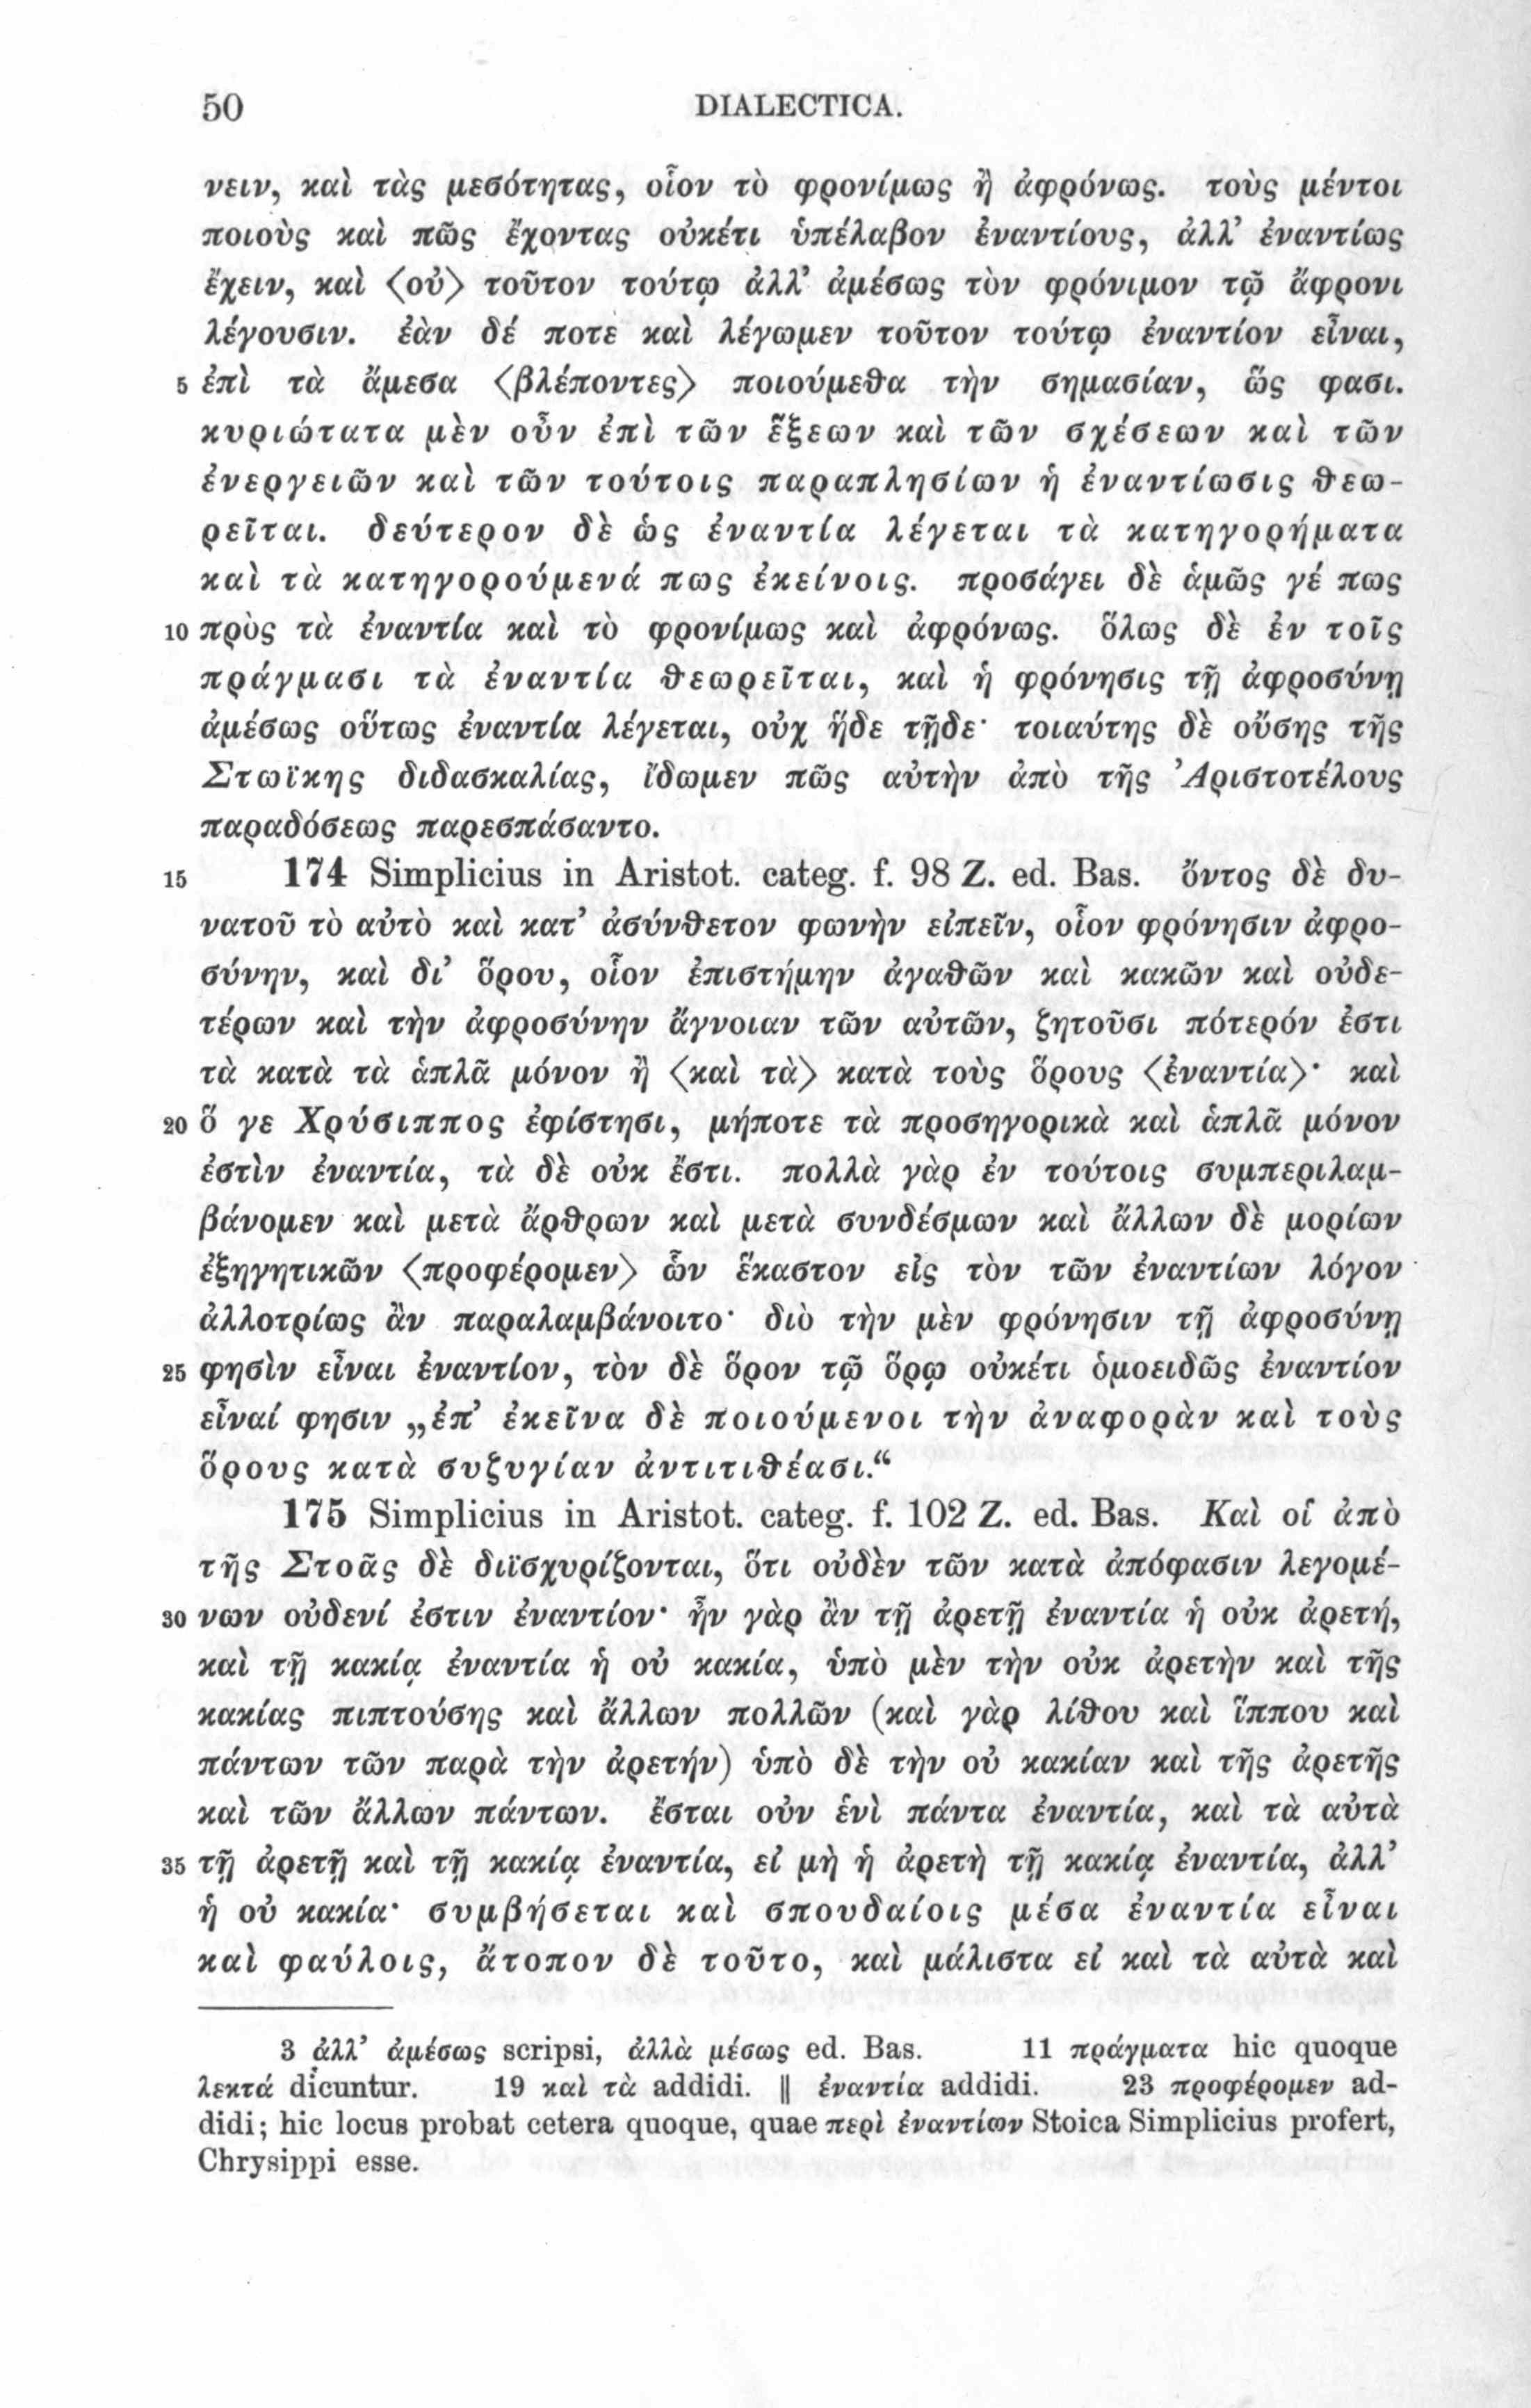 50 DIALECTICA.
νειν, καὶ τὰς μεσότητας, οἷον τὸ φρονίμως ἢ ἀφρόνως. τοὺς μέντοι
ποιοὺς καὶ πῶς ἔχοντας οὐκέτι ὑπέλαβον ἐναντίους, ἀλλ’ ἐναντίως
ἔχειν, καὶ <οὐ> τοῦτον τούτῳ ἀλλ’ ἀμέσως τὸν φρόνιμον τῷ ἄφρονι
λέγουσιν. ἐὰν δέ ποτε καὶ λέγωμεν τοῦτον τούτῳ ἐναντίον εἶναι,
5 ἐπὶ τὰ ἄμεσα <βλέποντες> ποιούμεθα τὴν σημασίαν, ὥς φασι.
κυριώτατα μὲν οὖν ἐπὶ τῶν ἕξεων καὶ τῶν σχέσεων καὶ τῶν
ἐνεργειῶν καὶ τῶν τούτοις παραπλησίων ἡ ἐναντίωσις θεω-
ρεῖται. δεύτερον δὲ ὡς ἐναντία λέγεται τὰ κατηγορήματα
καὶ τὰ κατηγορούμενά πως ἐκείνοις. προσάγει δὲ ἁμῶς γέ πως
10 πρὸς τὰ ἐναντία καὶ τὸ φρονίμως καὶ ἀφρόνως. ὅλως δὲ ἐν τοῖς
πράγμασι τὰ ἐναντία θεωρεῖται, καὶ ἡ φρόνησις τῇ ἀφροσύνῃ
ἀμέσως οὕτως ἐναντία λέγεται, οὐχ ἥδε τῇδε· τοιαύτης δὲ οὔσης τῆς
Στωϊκης διδασκαλίας, ἴδωμεν πῶς αὐτὴν ἀπὸ τῆς Ἀριστοτέλους
παραδόσεως παρεσπάσαντο.
15 174 Simplicius in Aristot. categ. f. 98 Z. ed. Bas. ὄντος δὲ δυ-
νατοῦ τὸ αὐτὸ καὶ κατ’ ἀσύνθετον φωνὴν εἰπεῖν, οἷον φρόνησιν ἀφρο-
σύνην, καὶ δι’ ὅρου, οἷον ἐπιστήμην ἀγαθῶν καὶ κακῶν καὶ οὐδε-
τέρων καὶ τὴν ἀφροσύνην ἄγνοιαν τῶν αὐτῶν, ζητοῦσι πότερόν ἐστι
τὰ κατὰ τὰ ἁπλᾶ μόνον ἢ <καὶ τὰ> κατὰ τοὺς ὅρους <ἐναντία>· καὶ
20 ὅ γε Χρύσιππος ἐφίστησι, μήποτε τὰ προσηγορικὰ καὶ ἁπλᾶ μόνον
ἐστὶν ἐναντία, τὰ δὲ οὐκ ἔστι. πολλὰ γὰρ ἐν τούτοις συμπεριλαμ-
βάνομεν καὶ μετὰ ἄρθρων καὶ μετὰ συνδέσμων καὶ ἄλλων δὲ μορίων
ἐξηγητικῶν <προφέρομεν> ὧν ἕκαστον εἰς τὸν τῶν ἐναντίων λόγον
ἀλλοτρίως ἂν παραλαμβάνοιτο· διὸ τὴν μὲν φρόνησιν τῇ ἀφροσύνῃ
25 φησὶν εἶναι ἐναντίον, τὸν δὲ ὅρον τῷ ὅρῳ οὐκέτι ὁμοειδῶς ἐναντίον
εἶναί φησιν „ἐπ’ ἐκεῖνα δὲ ποιούμενοι τὴν ἀναφορὰν καὶ τοὺς
ὅρους κατὰ συζυγίαν ἀντιτιθέασι.“
175 Simplicius in Aristot. categ. f. 102 Z. ed. Bas. Καὶ οἱ ἀπὸ
τῆς Στοᾶς δὲ διϊσχυρίζονται, ὅτι οὐδὲν τῶν κατὰ ἀπόφασιν λεγομέ-
30 νων οὐδενί ἐστιν ἐναντίον· ἦν γὰρ ἂν τῇ ἀρετῇ ἐναντία ἡ οὐκ ἀρετή,
καὶ τῇ κακίᾳ ἐναντία ἡ οὐ κακία, ὑπὸ μὲν τὴν οὐκ ἀρετὴν καὶ τῆς
κακίας πιπτούσης καὶ ἄλλων πολλῶν (καὶ γὰρ λίθου καὶ ἵππου καὶ
πάντων τῶν παρὰ τὴν ἀρετήν) ὑπὸ δὲ τὴν οὐ κακίαν καὶ τῆς ἀρετῆς
καὶ τῶν ἄλλων πάντων. ἔσται οὐν ἑνὶ πάντα ἐναντία, καὶ τὰ αὐτὰ
35 τῇ ἀρετῇ καὶ τῇ κακίᾳ ἐναντία, εἰ μὴ ἡ ἀρετὴ τῇ κακίᾳ ἐναντία, ἀλλ’
ἡ οὐ κακία· συμβήσεται καὶ σπουδαίοις μέσα ἐναντία εἶναι
καὶ φαύλοις, ἄτοπον δὲ τοῦτο, καὶ μάλιστα εἰ καὶ τὰ αὐτὰ καὶ
3 ἀλλ’ ἀμέσως scripsi, ἀλλὰ μέσως ed. Bas. 11 πράγματα hic quoque
λεκτά dicuntur. 19 καὶ τὰ addidi. ‖ ἐναντία addidi. 23 προφέρομεν ad-
didi; hic locus probat cetera quoque, quae περὶ ἐναντίων Stoica Simplicius profert,
Chrysippi esse.